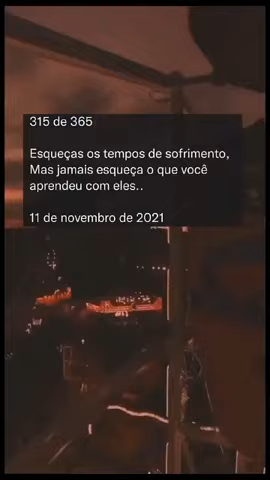 315 de 365
Esqueças os tempos de sofrimento,
Mas jamais esqueça o que você
aprendeu com eles..
11 de novembro de 2021